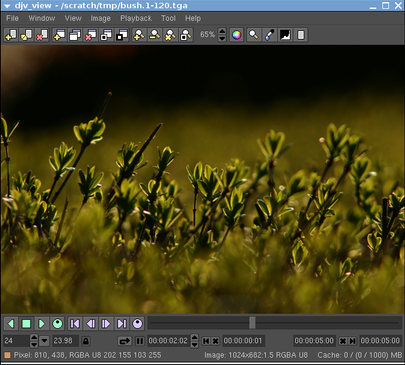 djv_view - /scratch/tmp/bush.1-120.tga
File Window View Image Playback Tool Help
65%
24 23.98 00:00:02:02 00:00:00:01 00:00:05:00 00:00:05:00
Pixel: 810, 438, RGBA U8 202 155 103 255 Image: 1024x682:1.5 RGBA U8 Cache: 0 / (0 / 1000) MB